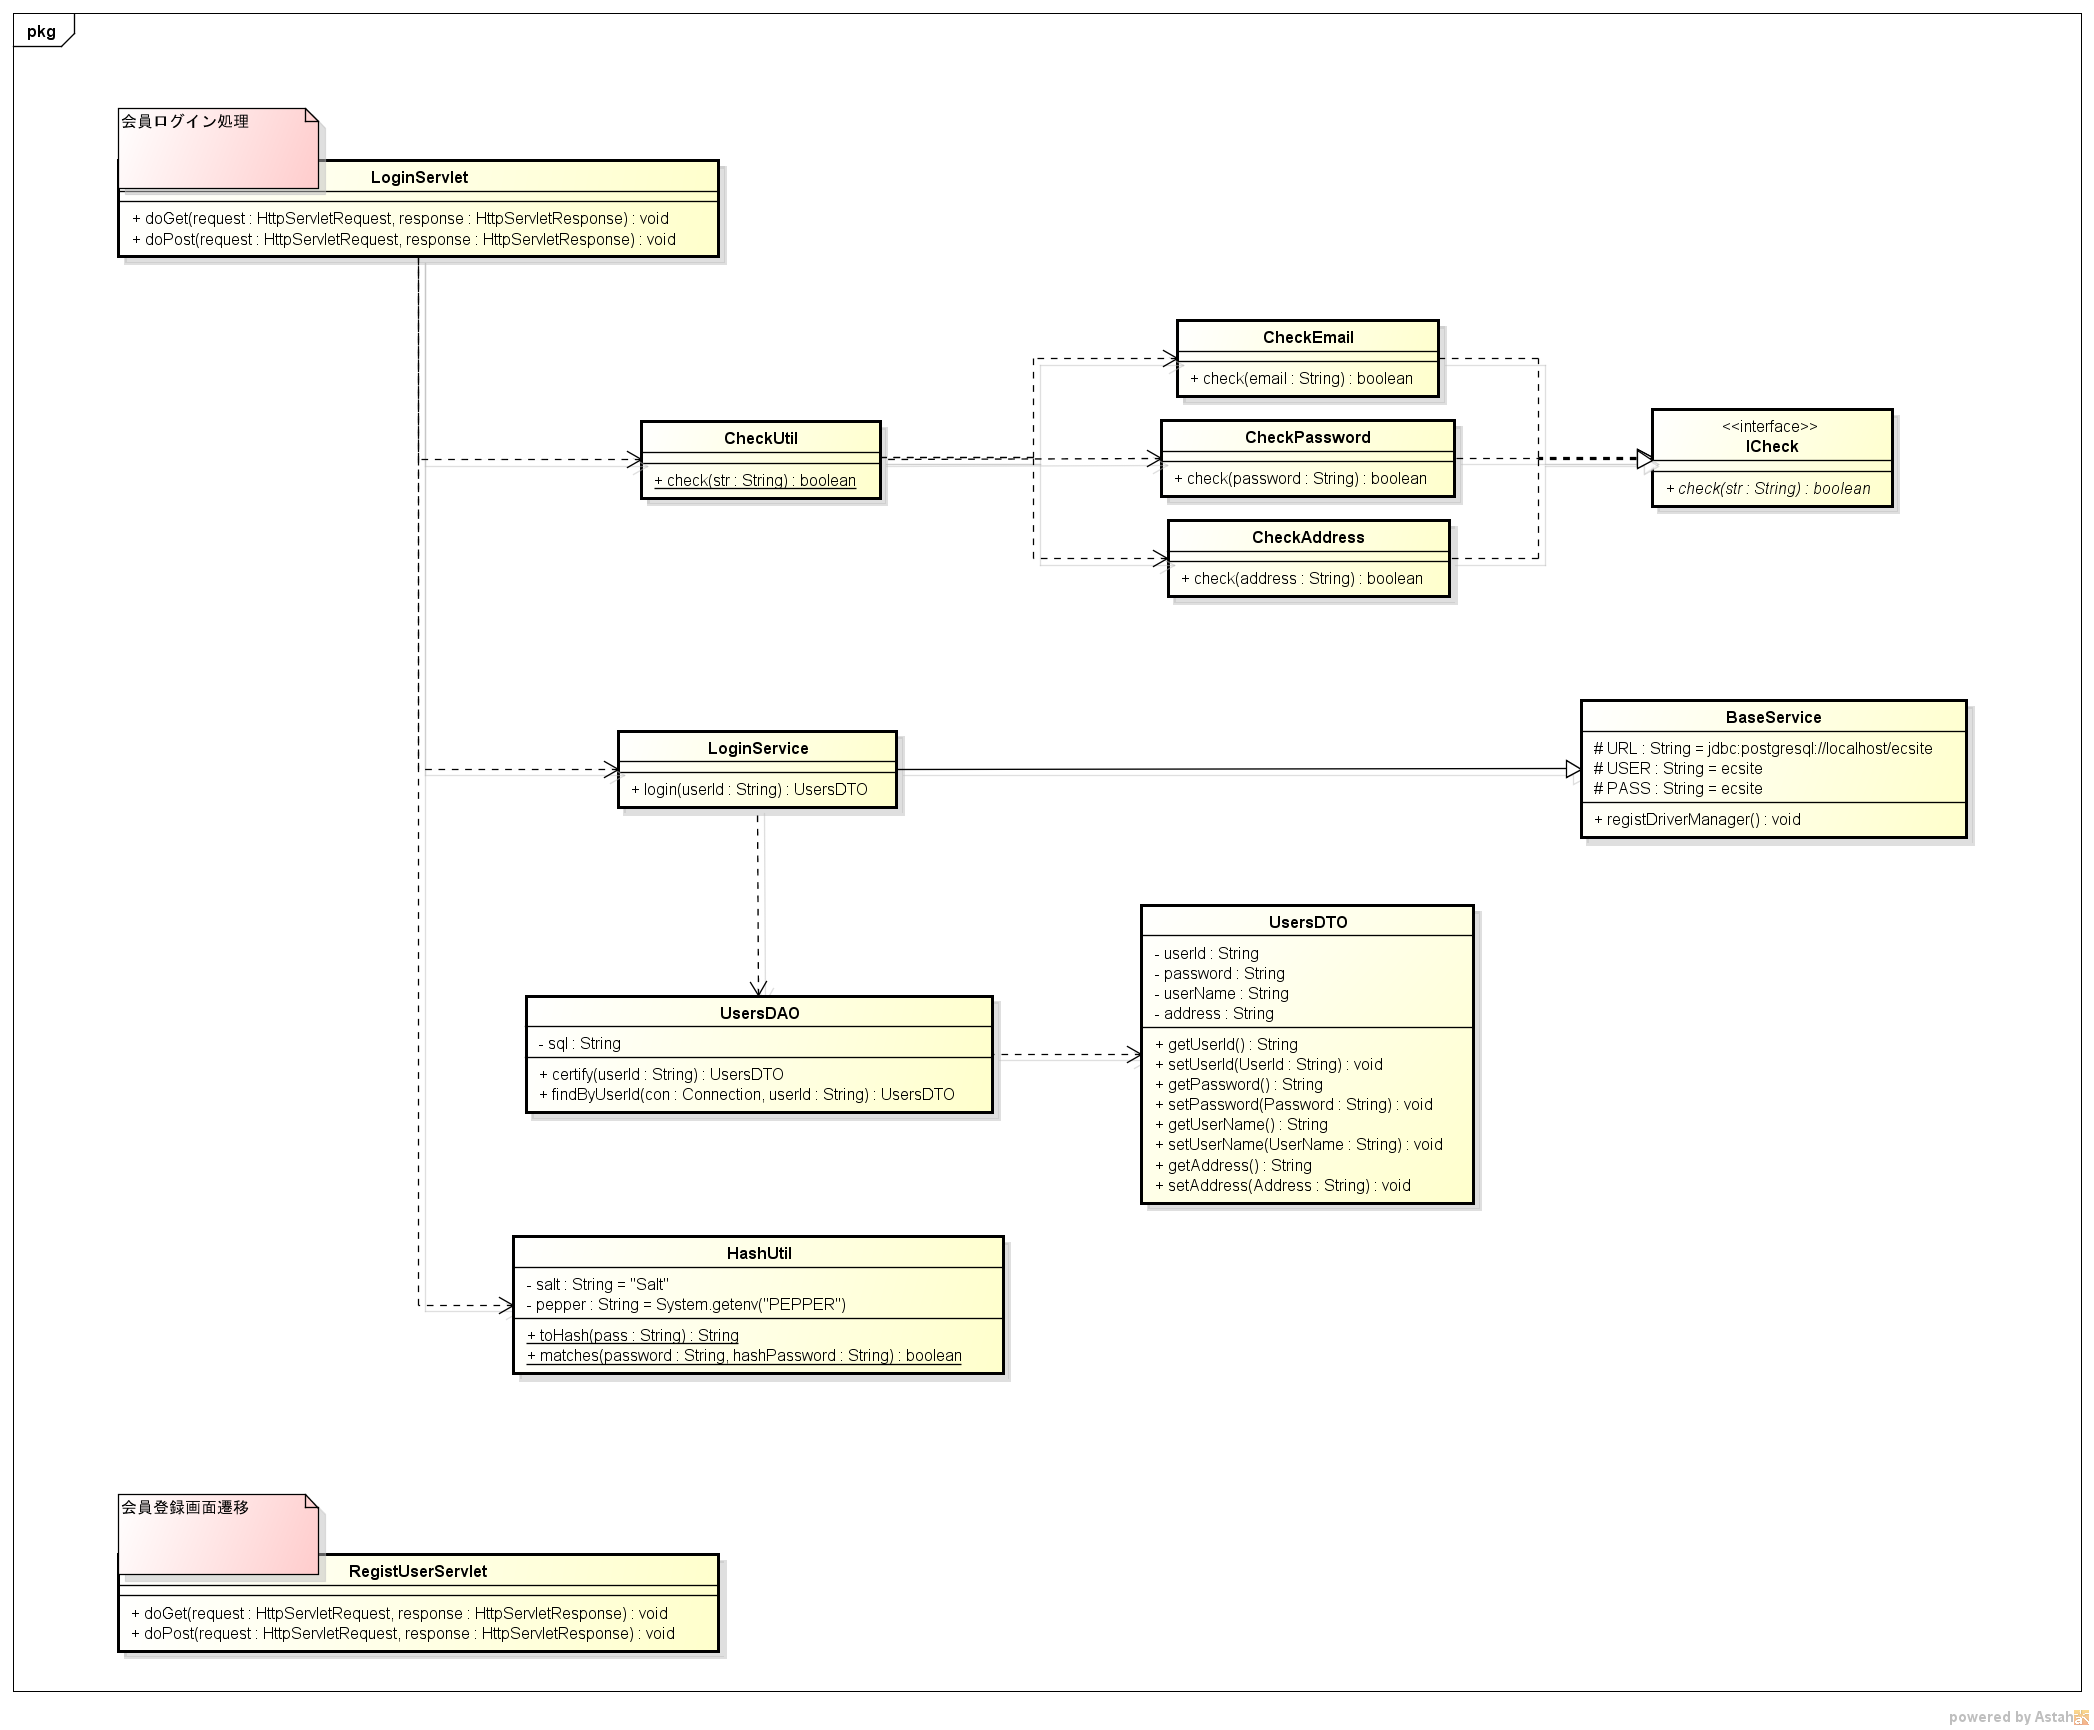 pkg
会員ログイン処理
LoginServlet
+ doGet(request : HttpServletRequest, response : HttpServletResponse) : void
+ doPost(request : HttpServletRequest, response : HttpServletResponse) : void
CheckEmail
+ check(email : String) : boolean
CheckUtil
+ check(str : String) : boolean
CheckPassword
+ check(password : String) : boolean
<<interface>>
ICheck
+ check(str : String) : boolean
CheckAddress
+ check(address : String) : boolean
LoginService
+ login(userId : String) : UsersDTO
BaseService
# URL : String = jdbc:postgresql://localhost/ecsite
# USER : String = ecsite
# PASS : String = ecsite
+ registDriverManager() : void
UsersDAO
- sql : String
+ certify(userId : String) : UsersDTO
+ findByUserId(con : Connection, userId : String) : UsersDTO
UsersDTO
- userId : String
- password : String
- userName : String
- address : String
+ getUserId() : String
+ setUserId(UserId : String) : void
+ getPassword() : String
+ setPassword(Password : String) : void
+ getUserName() : String
+ setUserName(UserName : String) : void
+ getAddress() : String
+ setAddress(Address : String) : void
HashUtil
- salt : String = "Salt"
- pepper : String = System.getenv("PEPPER")
+ toHash(pass : String) : String
+ matches(password : String, hashPassword : String) : boolean
会員登録画面遷移
RegistUserServlet
+ doGet(request : HttpServletRequest, response : HttpServletResponse) : void
+ doPost(request : HttpServletRequest, response : HttpServletResponse) : void
powered by Astah